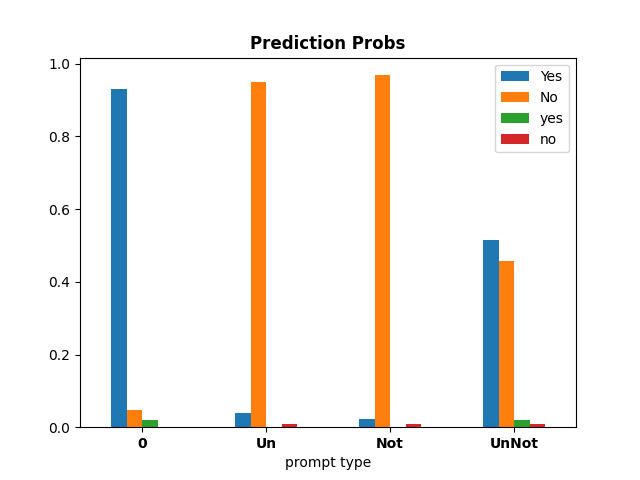 Prediction Probs
1.0
0.8
0.6
0.4
0.2
0.0
Yes
No
yes
no
0 Un Not UnNot
prompt type